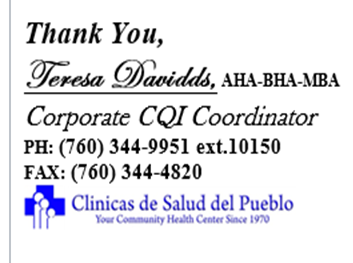 Thank You,
Teresa Davidds, AHA-BHA-MBA
Corporate CQI Coordinator
PH: (760) 344-9951 ext.10150
FAX: (760) 344-4820
Clinicas de Salud del Pueblo
Your Community Health Center Since 1970